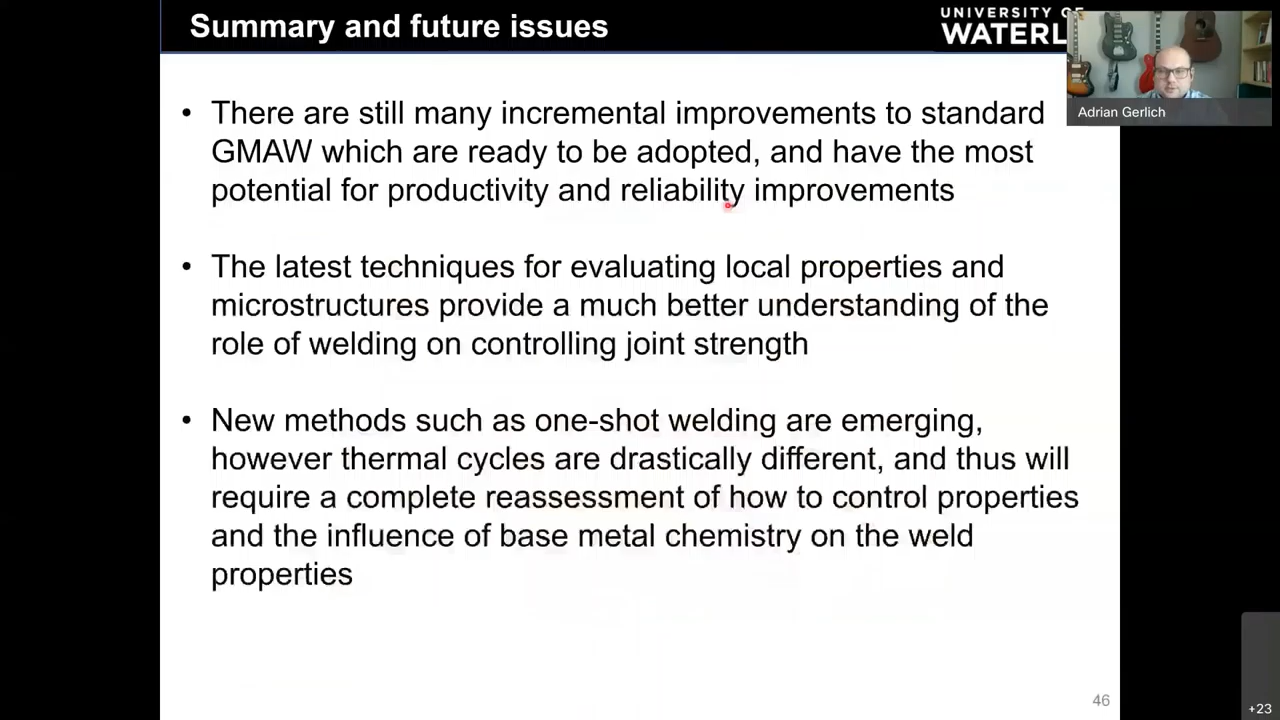 Summary and future issues
UNIVERSITY OF
WATERL
Adrian Gerlich
• There are still many incremental improvements to standard
GMAW which are ready to be adopted, and have the most
potential for productivity and reliability improvements
• The latest techniques for evaluating local properties and
microstructures provide a much better understanding of the
role of welding on controlling joint strength
• New methods such as one-shot welding are emerging,
however thermal cycles are drastically different, and thus will
require a complete reassessment of how to control properties
and the influence of base metal chemistry on the weld
properties
46
+23